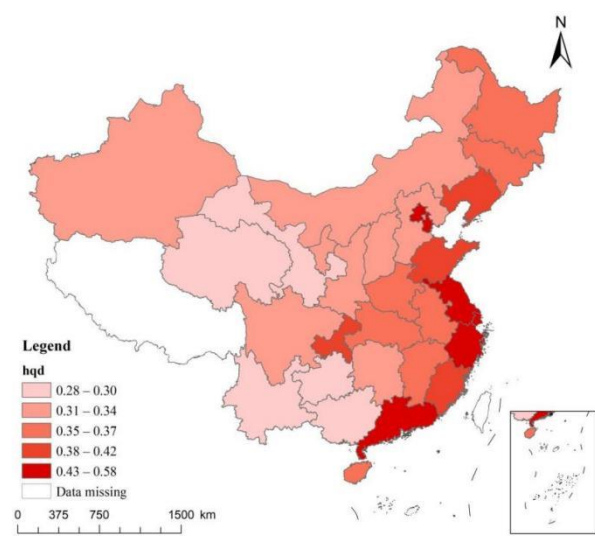 N
Legend
hqd
0.28 – 0.30
0.31 – 0.34
0.35 – 0.37
0.38 – 0.42
0.43 – 0.58
Data missing
0 375 750 1500 km